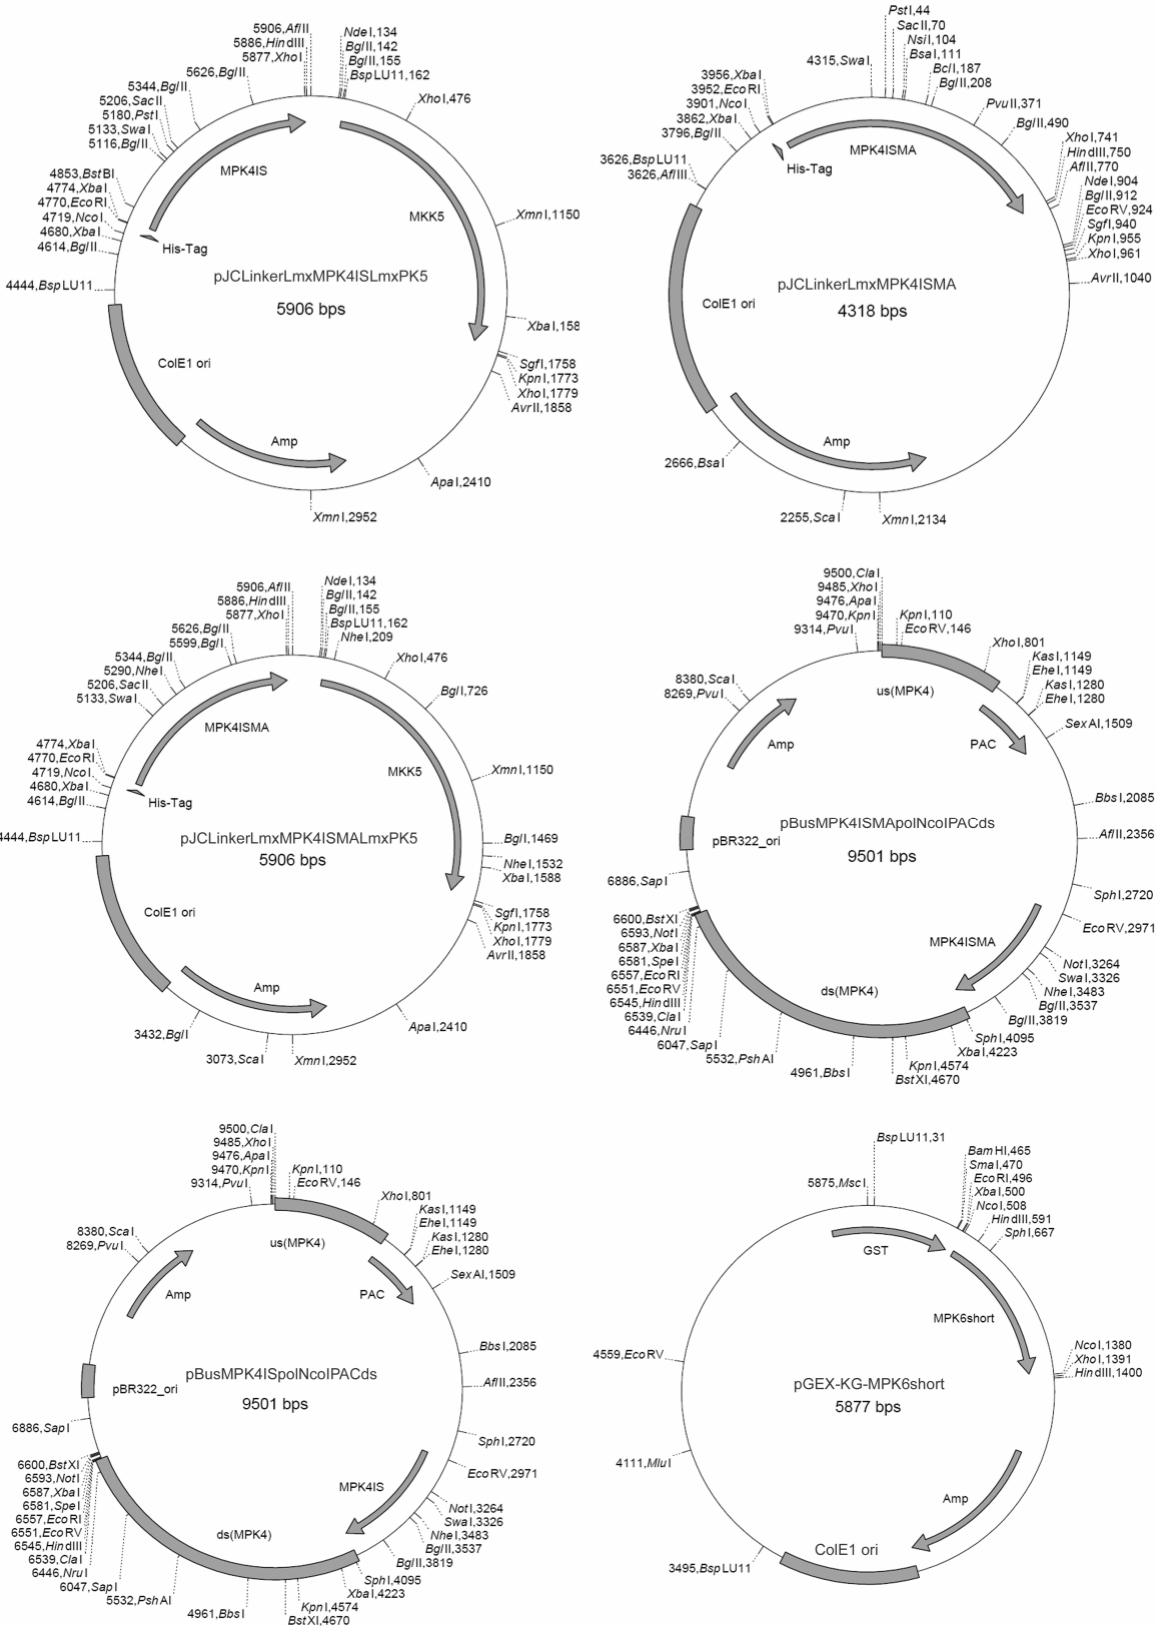 5906, AflII
5886, HindIII
5877, XhoI
5626, BglII
5344, BglII
5206, SacII
5180, PstI
5133, SwaI
5116, BglII
4853, BstBI
4774, XbaI
4770, EcoRI
4719, NcoI
4680, XbaI
4614, BglII
4444, BspLU11
NdeI, 134
BglII, 142
BglII, 155
BspLU11, 162
XhoI, 476
XmnI, 1150
XbaI, 158
SgfI, 1758
KpnI, 1773
XhoI, 1779
AvrII, 1858
ApaI, 2410
XmnI, 2952
MPK4IS
MKK5
His-Tag
pJCLinkerLmxMPK4ISLmxPK5
5906 bps
ColE1 ori
Amp
PstI, 44
SacII, 70
NsiI, 104
BsaI, 111
BclI, 187
BglII, 208
PvuII, 371
BglII, 490
XhoI, 741
HindIII, 750
AflII, 770
NdeI, 904
BglII, 912
EcoRV, 924
SgfI, 940
KpnI, 955
XhoI, 961
AvrII, 1040
4315, SwaI
3956, XbaI
3952, EcoRI
3901, NcoI
3862, XbaI
3796, BglII
3626, BspLU11
3626, AflIII
2666, BsaI
2255, ScaI
XmnI, 2134
MPK4ISMA
His-Tag
pJCLinkerLmxMPK4ISMA
4318 bps
ColE1 ori
Amp
5906, AflII
5886, HindIII
5877, XhoI
5626, BglII
5599, BglI
5344, BglII
5290, NheI
5206, SacII
5133, SwaI
4774, XbaI
4770, EcoRI
4719, NcoI
4680, XbaI
4614, BglII
4444, BspLU11
NdeI, 134
BglII, 142
BglII, 155
BspLU11, 162
NheI, 209
XhoI, 476
BglI, 726
XmnI, 1150
BglI, 1469
NheI, 1532
XbaI, 1588
SgfI, 1758
KpnI, 1773
XhoI, 1779
AvrII, 1858
ApaI, 2410
XmnI, 2952
3073, ScaI
3432, BglI
MPK4ISMA
MKK5
His-Tag
pJCLinkerLmxMPK4ISMALmxPK5
5906 bps
ColE1 ori
Amp
9500, ClaI
9485, XhoI
9476, ApaI
9470, KpnI
9314, PvuI
8380, ScaI
8269, PvuI
KpnI, 110
EcoRV, 146
XhoI, 801
KasI, 1149
EheI, 1149
KasI, 1280
EheI, 1280
SexAI, 1509
BbsI, 2085
AflII, 2356
SphI, 2720
EcoRV, 2971
NotI, 3264
SwaI, 3326
NheI, 3483
BglII, 3537
BglII, 3819
SphI, 4095
XbaI, 4223
KpnI, 4574
BstXI, 4670
4961, BbsI
5532, PshAI
6047, SapI
6446, NruI
6539, ClaI
6545, HindIII
6551, EcoRV
6557, EcoRI
6581, SpeI
6587, XbaI
6593, NotI
6600, BstXI
6886, SapI
us(MPK4)
PAC
Amp
pBR322_ori
pBusMPK4ISMApolNcoIPACds
9501 bps
MPK4ISMA
ds(MPK4)
9500, ClaI
9485, XhoI
9476, ApaI
9470, KpnI
9314, PvuI
8380, ScaI
8269, PvuI
KpnI, 110
EcoRV, 146
XhoI, 801
KasI, 1149
EheI, 1149
KasI, 1280
EheI, 1280
SexAI, 1509
BbsI, 2085
AflII, 2356
SphI, 2720
EcoRV, 2971
NotI, 3264
SwaI, 3326
NheI, 3483
BglII, 3537
BglII, 3819
SphI, 4095
XbaI, 4223
KpnI, 4574
BstXI, 4670
4961, BbsI
5532, PshAI
6047, SapI
6446, NruI
6539, ClaI
6545, HindIII
6551, EcoRV
6557, EcoRI
6581, SpeI
6587, XbaI
6593, NotI
6600, BstXI
6886, SapI
us(MPK4)
PAC
Amp
pBR322_ori
pBusMPK4ISpolNcoIPACds
9501 bps
MPK4IS
ds(MPK4)
5875, MscI
BspLU11, 31
BamHI, 465
SmaI, 470
EcoRI, 496
XbaI, 500
NcoI, 508
HindIII, 591
SphI, 667
NcoI, 1380
XhoI, 1391
HindIII, 1400
4559, EcoRV
4111, MluI
3495, BspLU11
GST
MPK6short
pGEX-KG-MPK6short
5877 bps
Amp
ColE1 ori